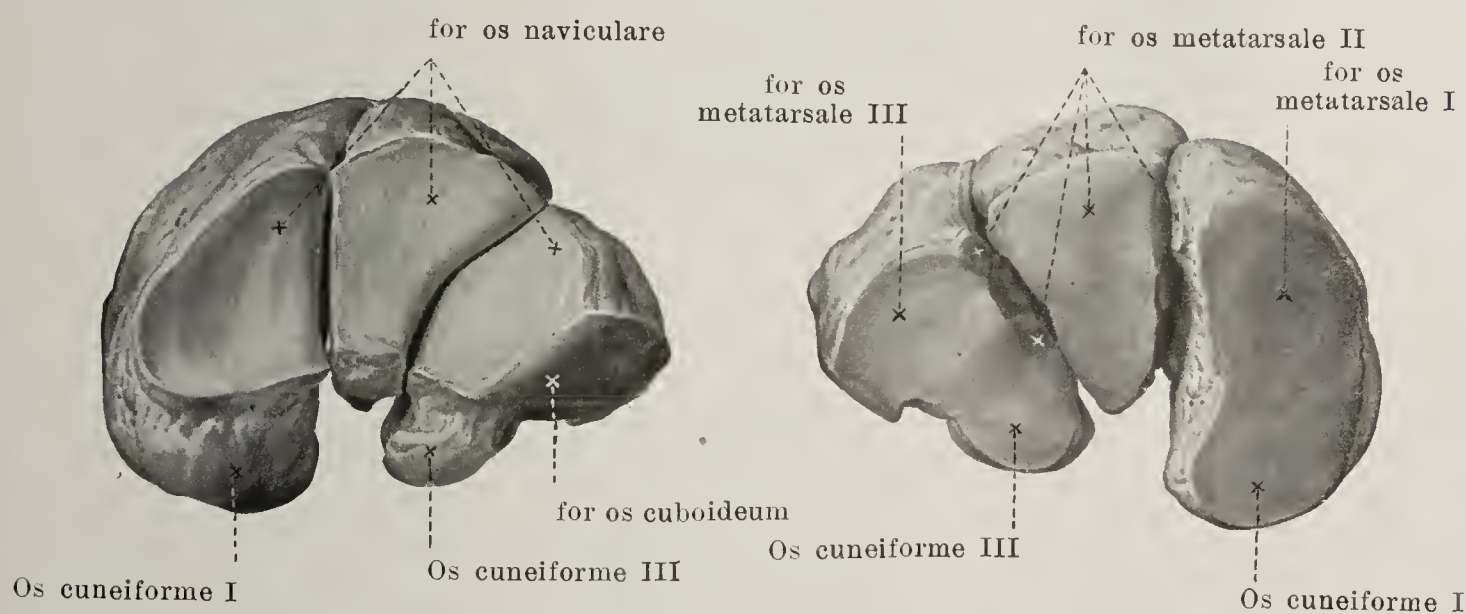 for os naviculare
for os cuboideum
Os cuneiforme III
Os cuneiforme I
for os metatarsale II
for os
metatarsale III
for os
metatarsale I
Os cuneiforme III
Os cuneiforme I